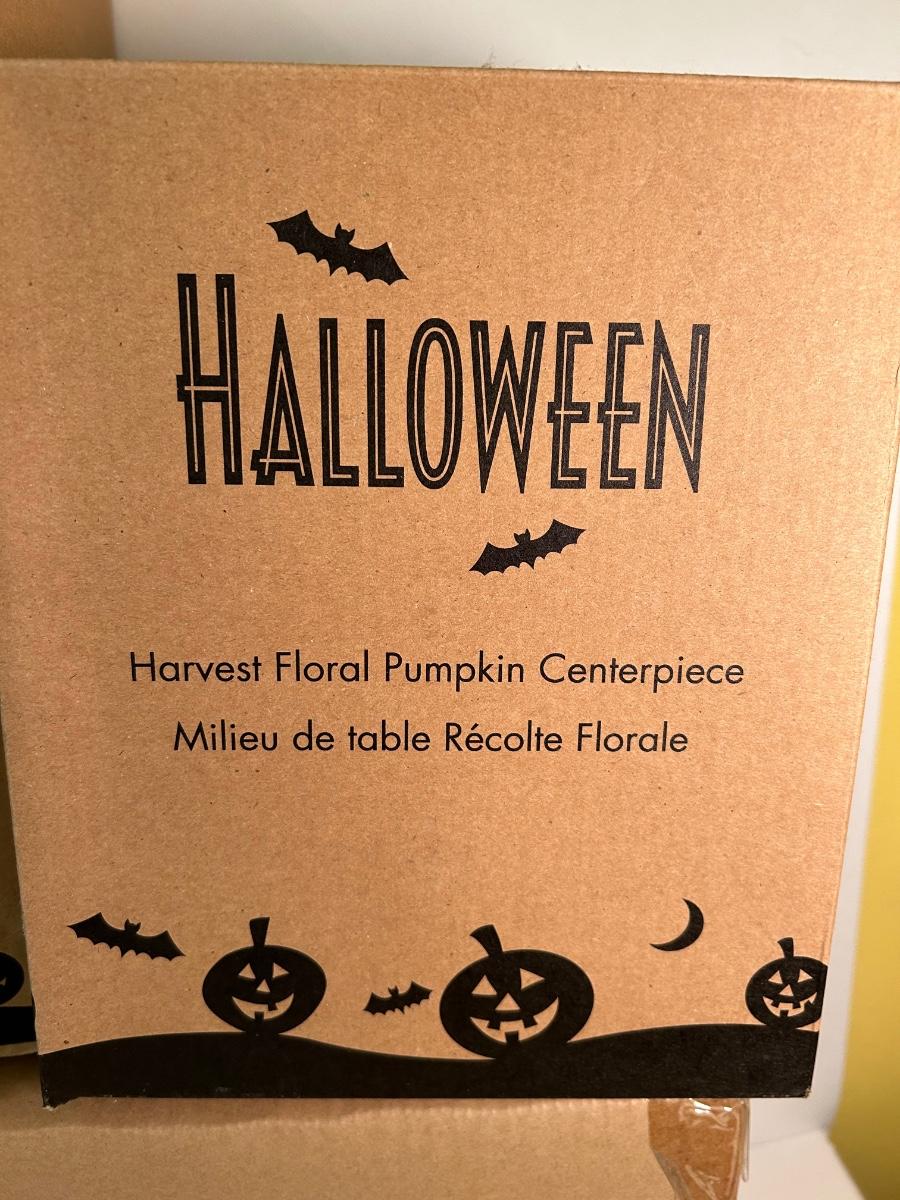 HALLOWEEN
Harvest Floral Pumpkin Centerpiece
Milieu de table Récolte Florale